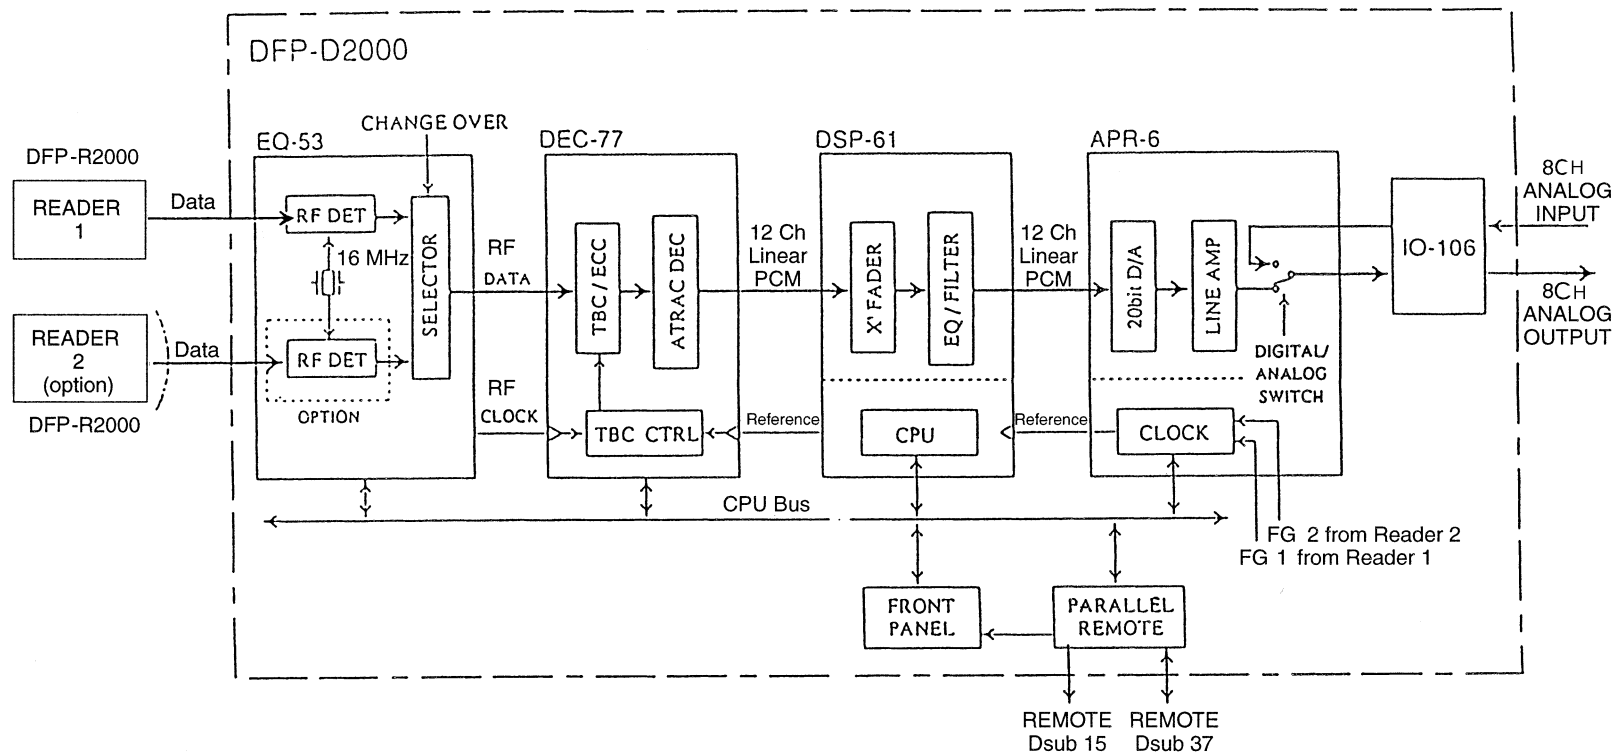 DFP-D2000
CHANGE OVER
EQ-53
DEC-77
DSP-61
APR-6
DFP-R2000
READER
1
Data
RF DET
16 MHz
SELECTOR
RF
DATA
TBC / ECC
ATRAC DEC
12 Ch
Linear
PCM
X' FADER
EQ / FILTER
12 Ch
Linear
PCM
20bit D/A
LINE AMP
IO-106
8CH
ANALOG
INPUT
8CH
ANALOG
OUTPUT
DIGITAL/
ANALOG
SWITCH
READER
2
(option)
DFP-R2000
Data
RF DET
OPTION
RF
CLOCK
TBC CTRL
Reference
CPU
Reference
CLOCK
CPU Bus
FG 2 from Reader 2
FG 1 from Reader 1
FRONT
PANEL
PARALLEL
REMOTE
REMOTE
Dsub 15
REMOTE
Dsub 37